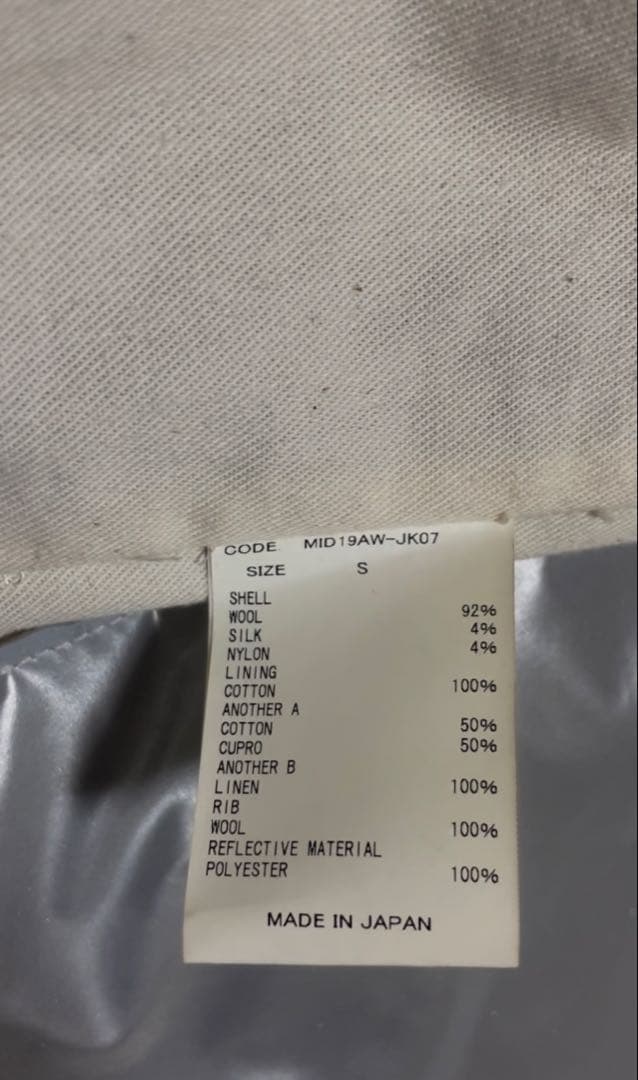 CODE MID19AW-JK07
SIZE S
SHELL
WOOL 92%
SILK 4%
NYLON 4%
LINING
COTTON 100%
ANOTHER A
COTTON 50%
CUPRO 50%
ANOTHER B
LINEN 100%
RIB
WOOL 100%
REFLECTIVE MATERIAL
POLYESTER 100%
MADE IN JAPAN